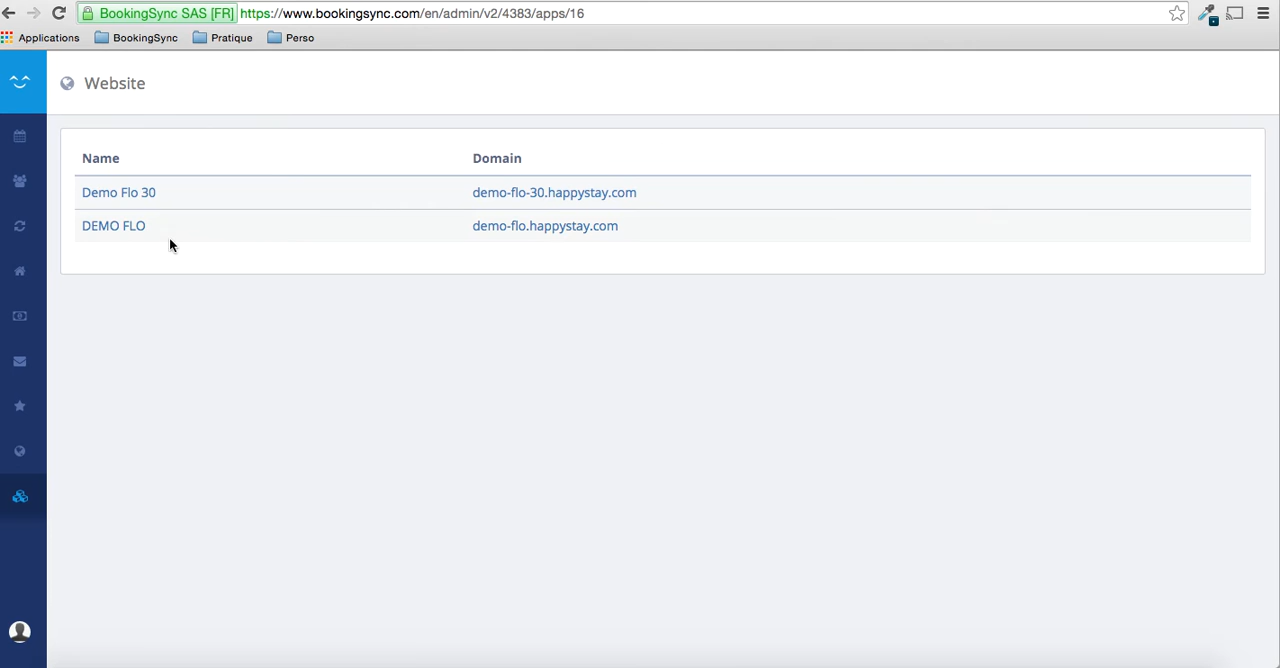 BookingSync SAS [FR] https://www.bookingsync.com/en/admin/v2/4383/apps/16
Applications BookingSync Pratique Perso
Website
Name Domain
Demo Flo 30 demo-flo-30.happystay.com
DEMO FLO demo-flo.happystay.com